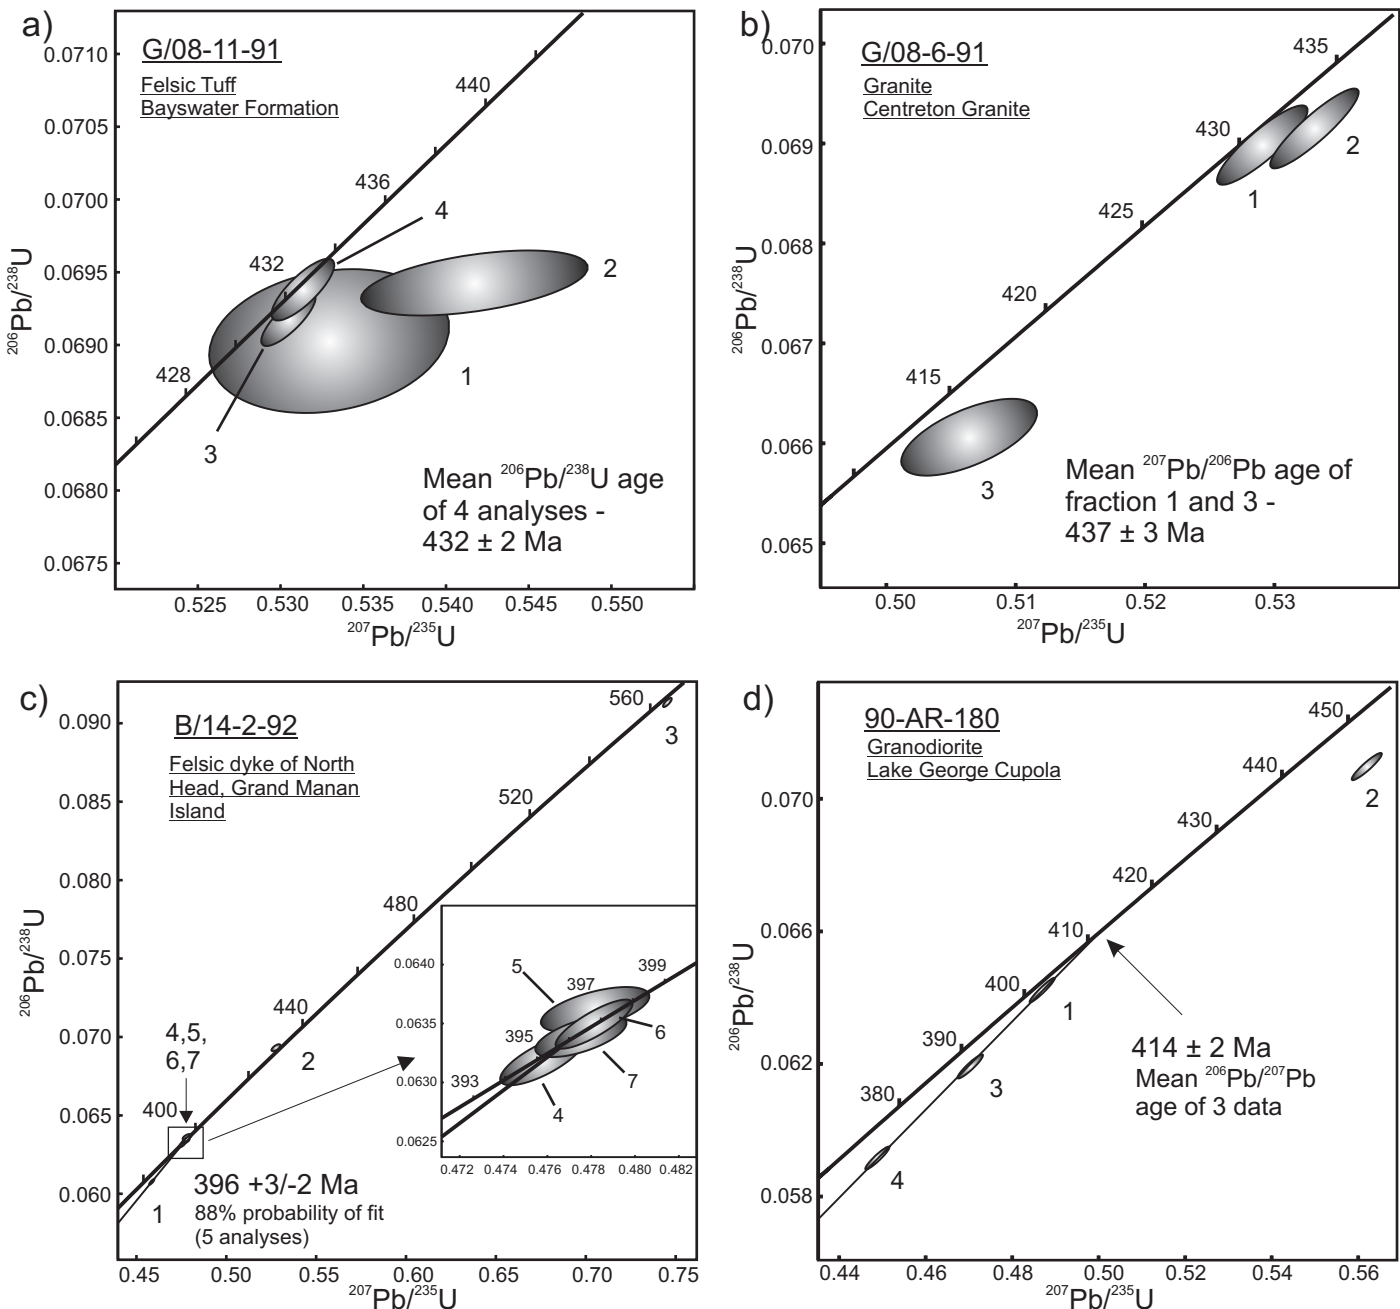 a)
G/08-11-91
Felsic Tuff
Bayswater Formation
0.0710
0.0705
0.0700
0.0695
0.0690
0.0685
0.0680
0.0675
206Pb/238U
440
436
432
428
4
2
1
3
Mean 206Pb/238U age
of 4 analyses -
432 ± 2 Ma
0.525 0.530 0.535 0.540 0.545 0.550
207Pb/235U
b)
G/08-6-91
Granite
Centreton Granite
0.070
0.069
0.068
0.067
0.066
0.065
206Pb/238U
435
430
425
420
415
2
1
3
Mean 207Pb/206Pb age of
fraction 1 and 3 -
437 ± 3 Ma
0.50 0.51 0.52 0.53
207Pb/235U
c)
B/14-2-92
Felsic dyke of North
Head, Grand Manan
Island
0.090
0.085
0.080
0.075
0.070
0.065
0.060
206Pb/238U
560
520
480
440
400
3
2
4,5,
6,7
1
396 +3/-2 Ma
88% probability of fit
(5 analyses)
0.0640
0.0635
0.0630
0.0625
399
397
395
393
5
6
7
4
0.472 0.474 0.476 0.478 0.480 0.482
0.45 0.50 0.55 0.60 0.65 0.70 0.75
207Pb/235U
d)
90-AR-180
Granodiorite
Lake George Cupola
0.070
0.066
0.062
0.058
206Pb/238U
450
440
430
420
410
400
390
380
2
1
3
4
414 ± 2 Ma
Mean 206Pb/207Pb
age of 3 data
0.44 0.46 0.48 0.50 0.52 0.54 0.56
207Pb/235U